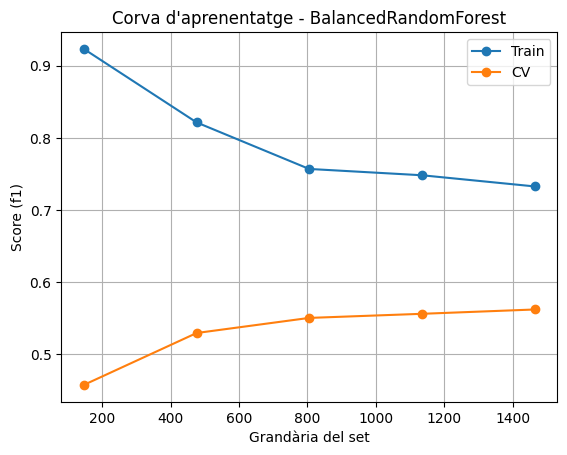 Corva d'aprenentatge - BalancedRandomForest
Train
CV
Score (f1)
0.9
0.8
0.7
0.6
0.5
200 400 600 800 1000 1200 1400
Grandària del set